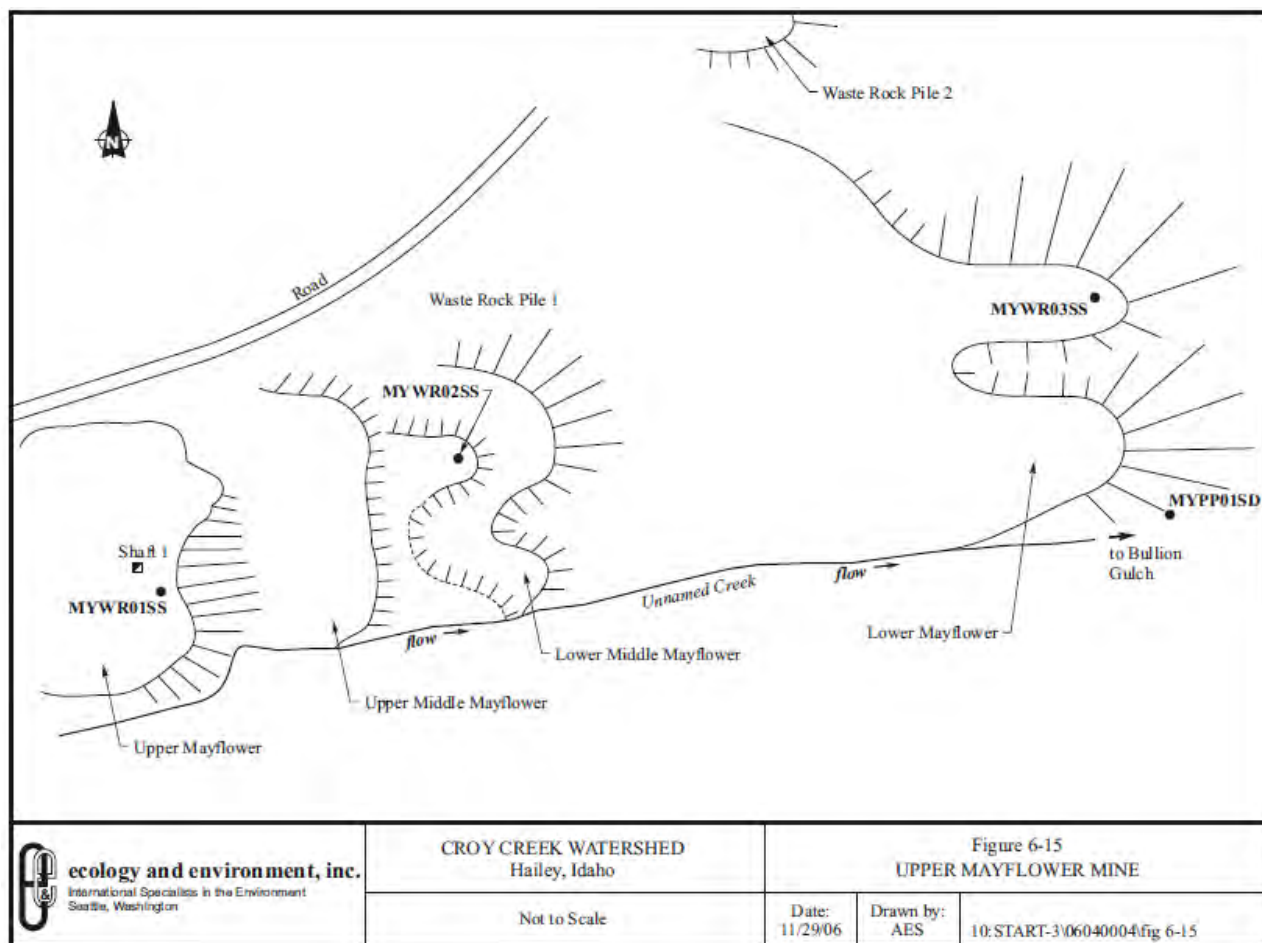 Waste Rock Pile 2
N
Road
Waste Rock Pile 1
MYWR03SS
MYWR02SS
MYPP01SD
Shaft 1
MYWR01SS
flow
to Bullion
Gulch
Unnamed Creek
Lower Mayflower
flow
Lower Middle Mayflower
Upper Middle Mayflower
Upper Mayflower
E & E
ecology and environment, inc.
International Specialists in the Environment
Seattle, Washington
CROY CREEK WATERSHED
Hailey, Idaho
Not to Scale
Figure 6-15
UPPER MAYFLOWER MINE
Date:
11/29/06
Drawn by:
AES
10:START-3\06040004\fig 6-15